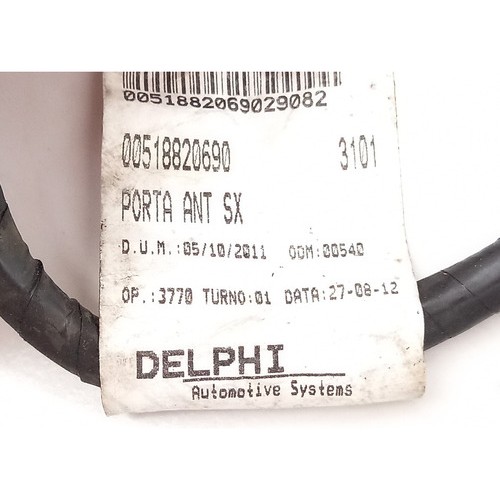 0051882069029082
00518820690 3101
PORTA ANT SX
D.U.M.:05/10/2011 ODM:00540
OP.:3770 TURNO:01 DATA:27-08-12
DELPHI
Automotive Systems